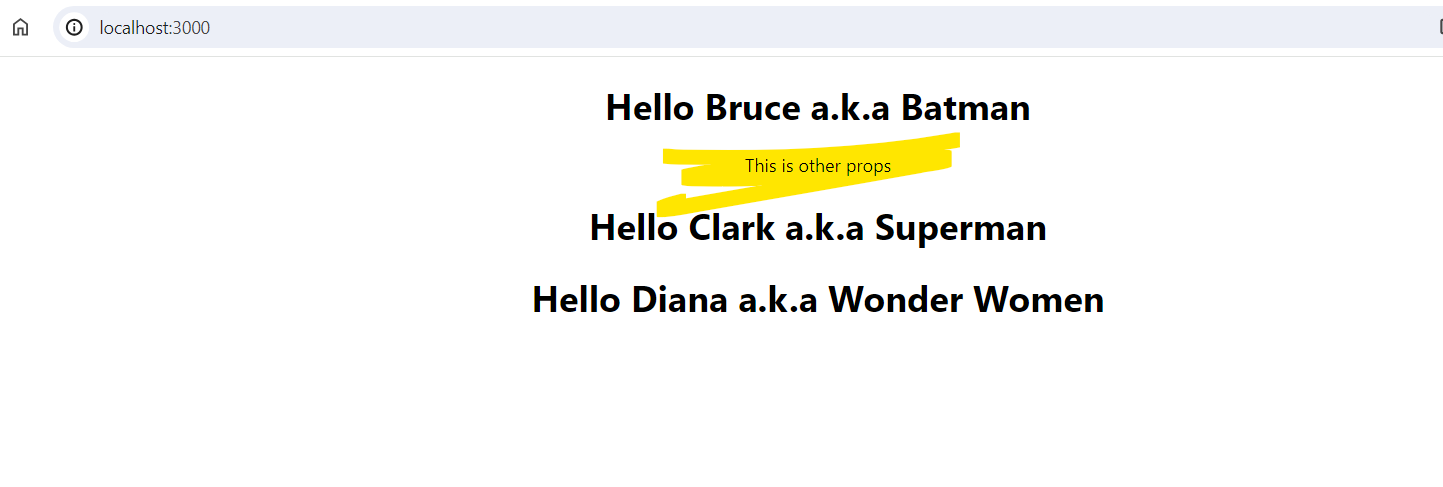 localhost:3000
Hello Bruce a.k.a Batman
This is other props
Hello Clark a.k.a Superman
Hello Diana a.k.a Wonder Women